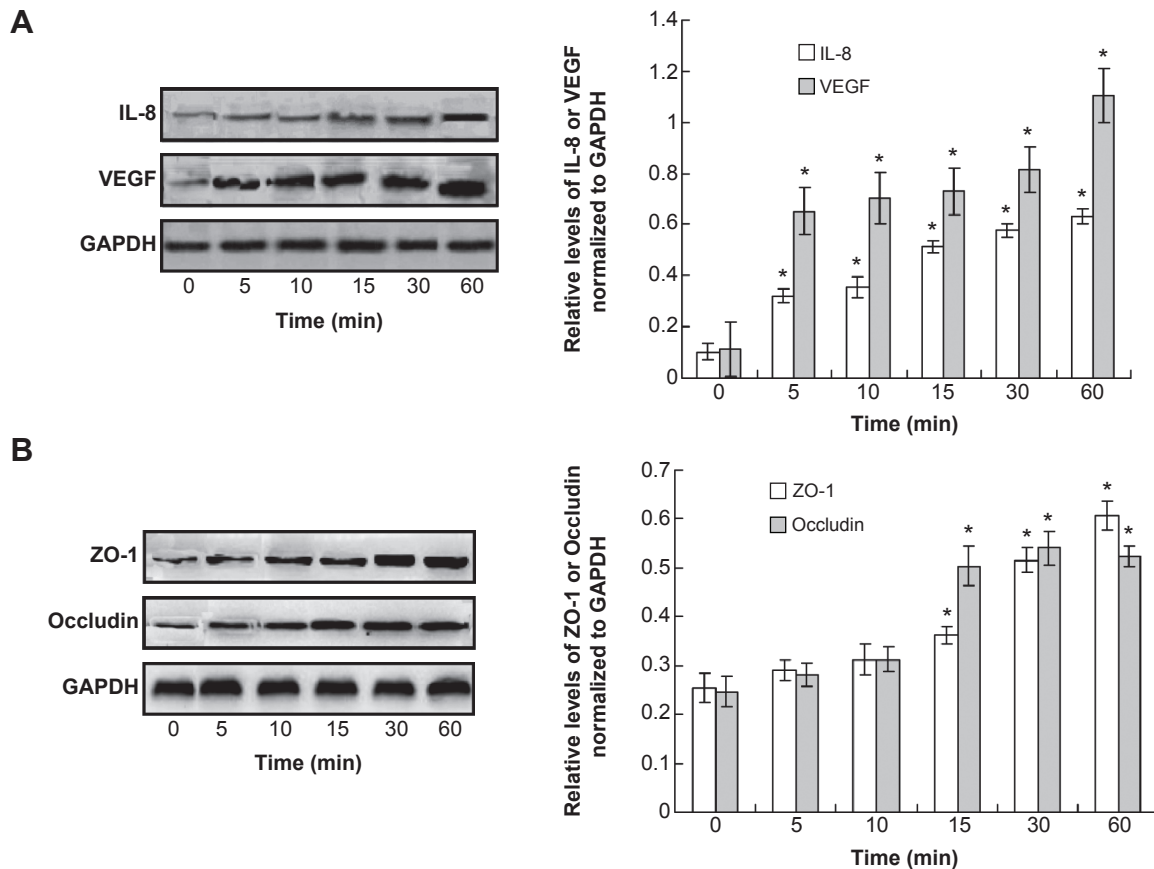 A
IL-8
VEGF
GAPDH
0 5 10 15 30 60
Time (min)
Relative levels of IL-8 or VEGF
normalized to GAPDH
1.4
1.2
1
0.8
0.6
0.4
0.2
0
IL-8
VEGF
* * * * * * * * * *
0 5 10 15 30 60
Time (min)
B
ZO-1
Occludin
GAPDH
0 5 10 15 30 60
Time (min)
Relative levels of ZO-1 or Occludin
normalized to GAPDH
0.7
0.6
0.5
0.4
0.3
0.2
0.1
0
ZO-1
Occludin
* * * * * *
0 5 10 15 30 60
Time (min)